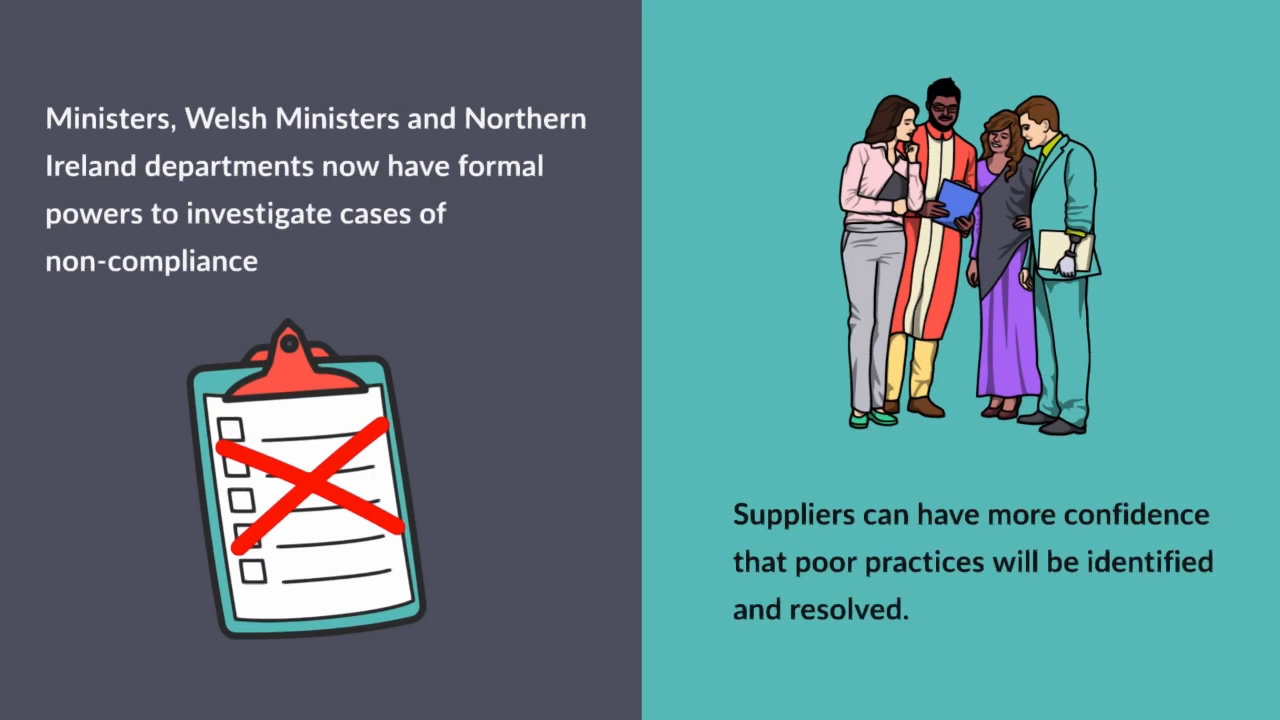 Ministers, Welsh Ministers and Northern
Ireland departments now have formal
powers to investigate cases of
non-compliance
Suppliers can have more confidence
that poor practices will be identified
and resolved.